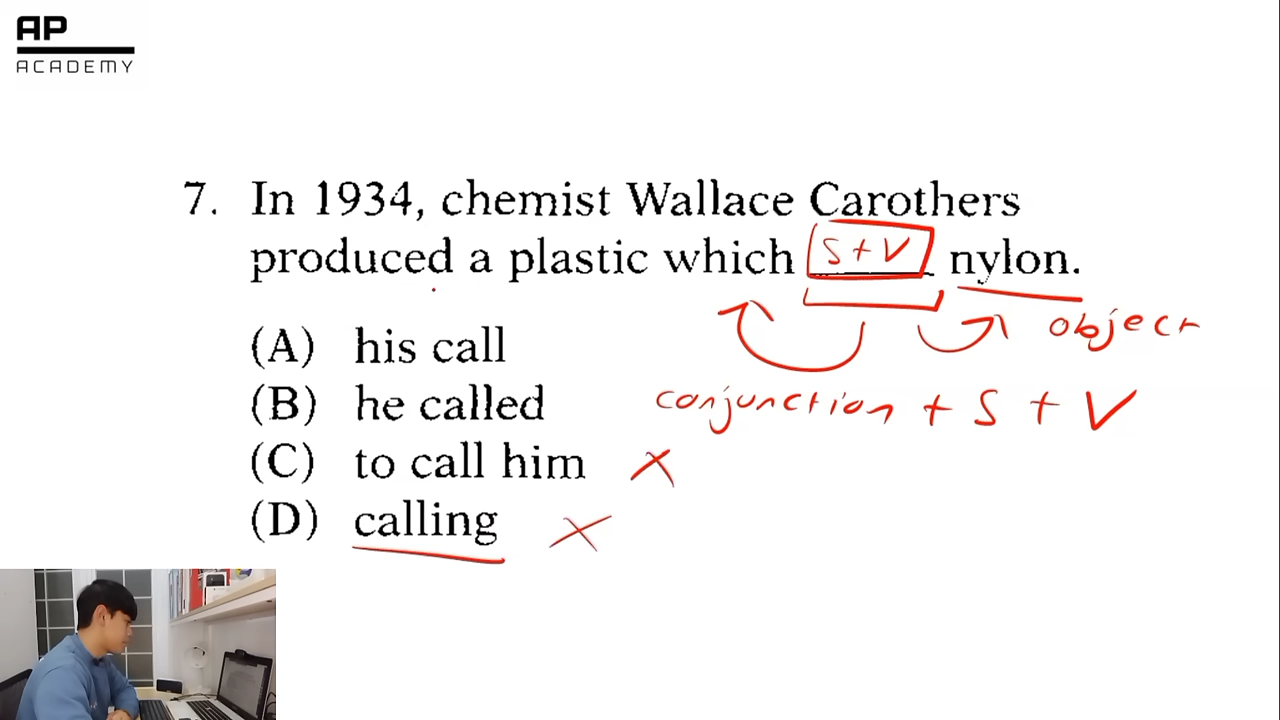 AP
ACADEMY
7. In 1934, chemist Wallace Carothers
produced a plastic which S + V nylon.
object
(A) his call
(B) he called
conjunction + S + V
(C) to call him X
(D) calling X